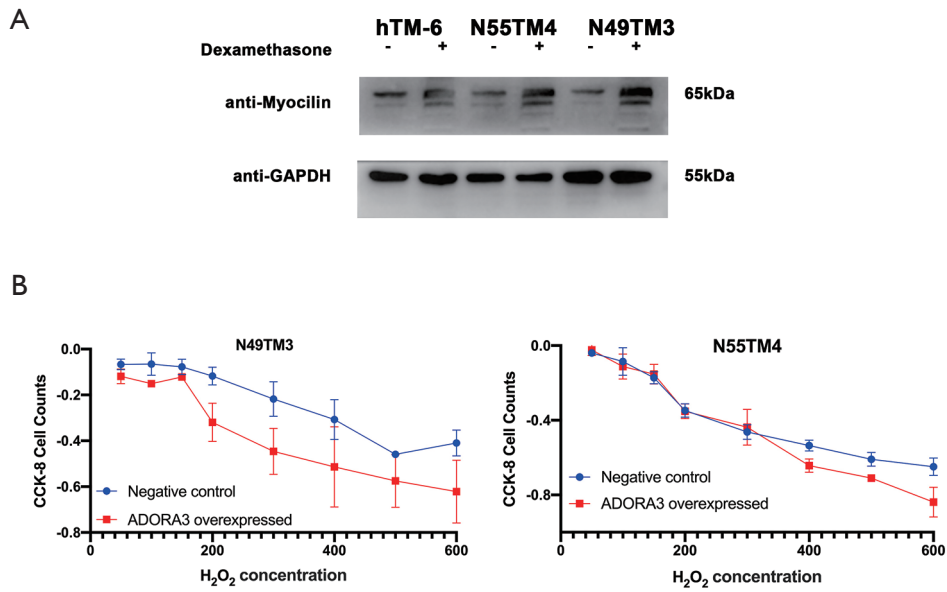 A
hTM-6 N55TM4 N49TM3
Dexamethasone - + - + - +
anti-Myocilin 65kDa
anti-GAPDH 55kDa
B
N49TM3
0.0
-0.2
-0.4
-0.6
-0.8
CCK-8 Cell Counts
Negative control
ADORA3 overexpressed
0 200 400 600
H2O2 concentration
N55TM4
0.0
-0.4
-0.8
CCK-8 Cell Counts
Negative control
ADORA3 overexpressed
0 200 400 600
H2O2 concentration